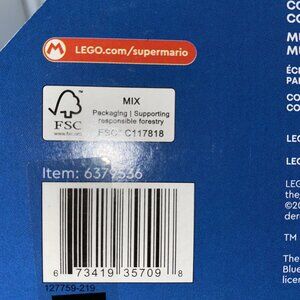 LEGO.com/supermario
MIX
Packaging | Supporting
responsible forestry
FSC® C117818
FSC
www.fsc.org
Item: 6379536
6 73419 35709 8
127759-219
CO
CO
MU
M
ÉC
PA
CO
CO
LEG
LEG
LEG
the
©20
der
TM
The
Blue
licen